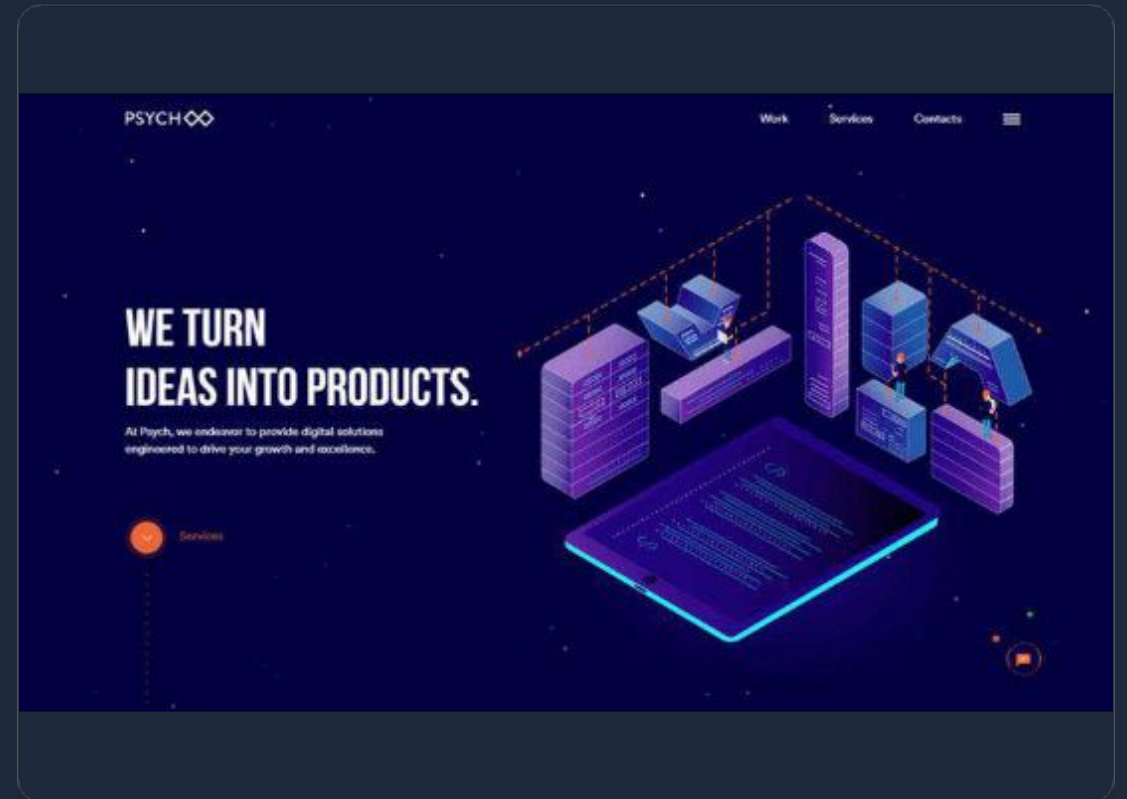 PSYCH
Work Services Contacts
WE TURN
IDEAS INTO PRODUCTS.
At Psych, we endeavor to provide digital solutions
engineered to drive your growth and excellence.
Services